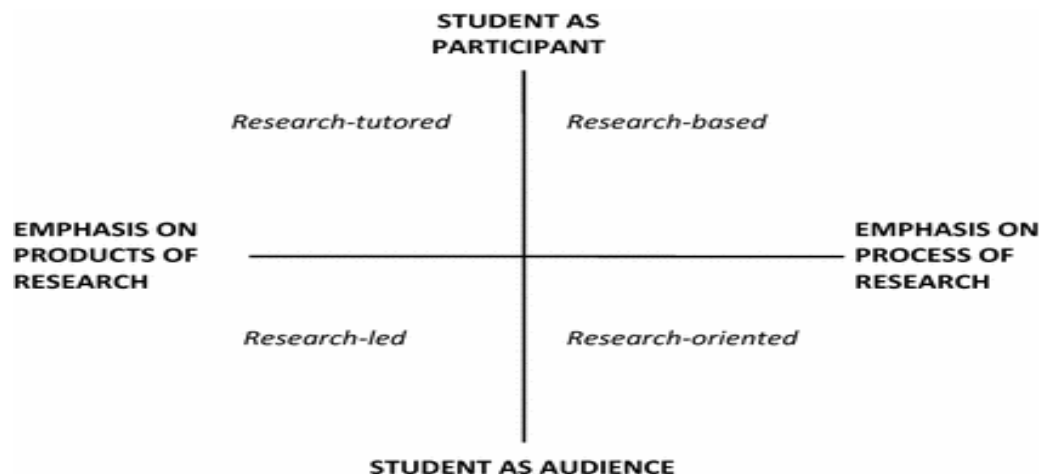 STUDENT AS
PARTICIPANT
Research-tutored
Research-based
EMPHASIS ON
PRODUCTS OF
RESEARCH
EMPHASIS ON
PROCESS OF
RESEARCH
Research-led
Research-oriented
STUDENT AS AUDIENCE